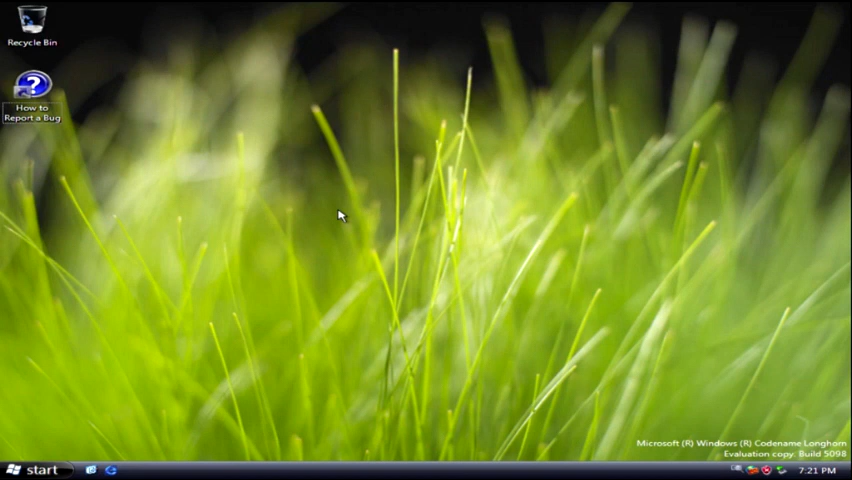 Recycle Bin
How to
Report a Bug
Microsoft (R) Windows (R) Codename Longhorn
Evaluation copy. Build 5098
start
7:21 PM